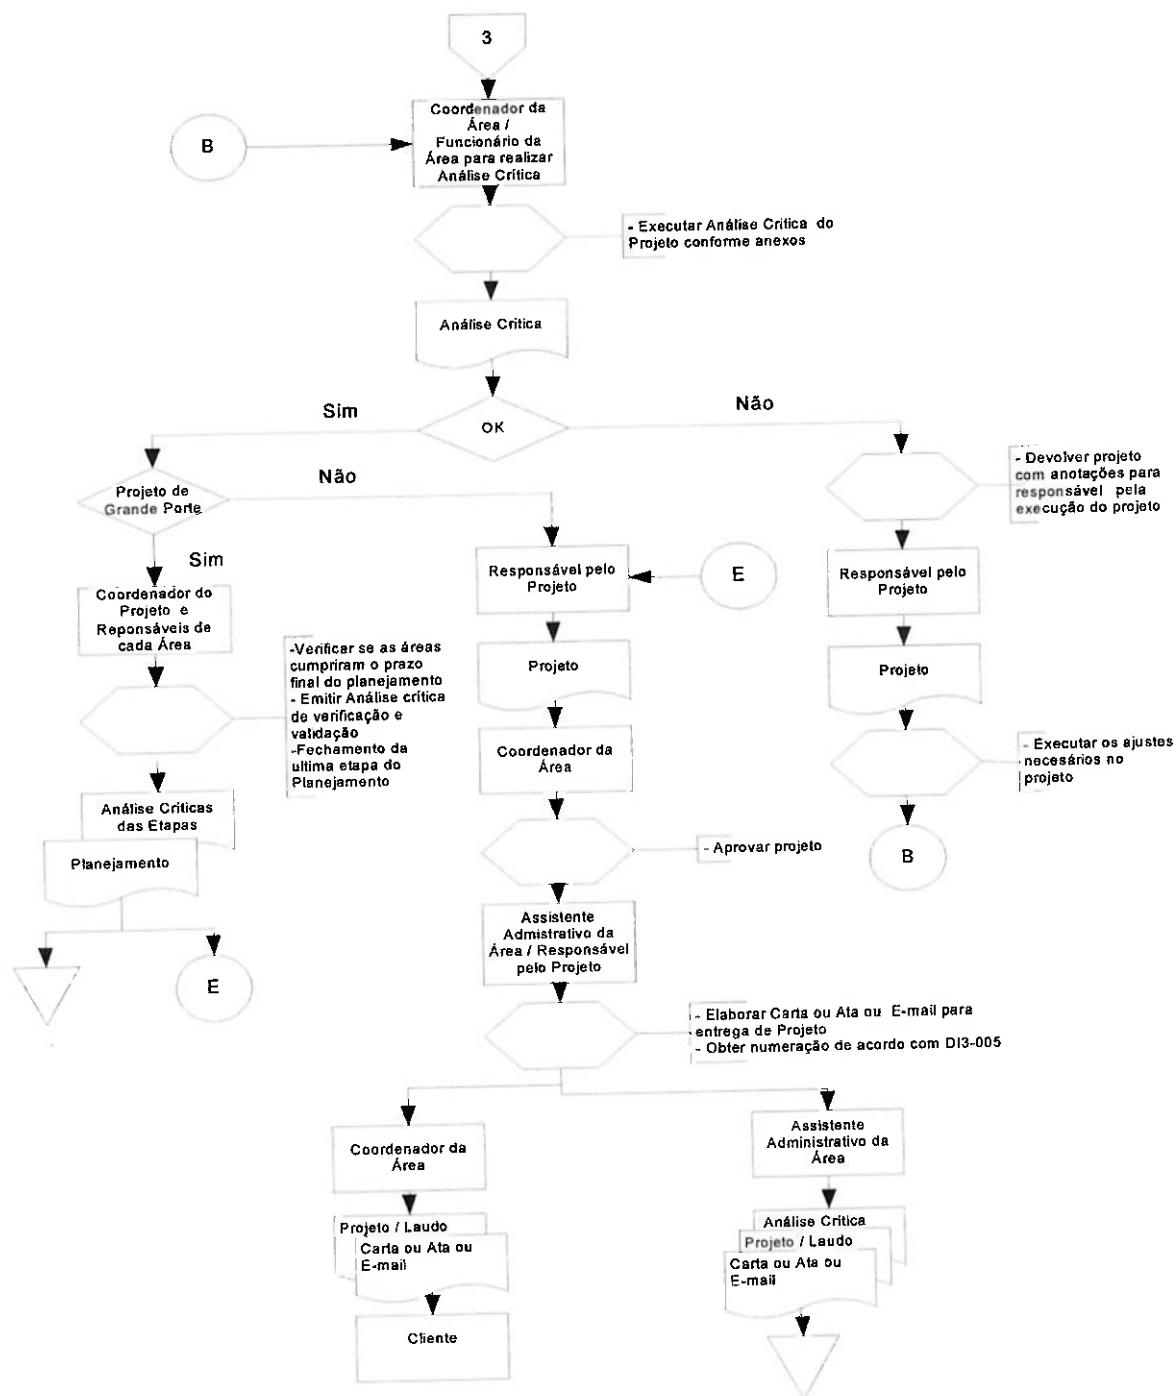 3
Coordenador da
Área /
Funcionário da
Área para realizar
Análise Crítica
B
- Executar Análise Critica do
Projeto conforme anexos
Análise Critica
OK
Sim
Não
Projeto de
Grande Porte
Não
Sim
- Devolver projeto
com anotações para
responsável pela
execução do projeto
Responsável pelo
Projeto
E
Responsável pelo
Projeto
Coordenador do
Projeto e
Reponsáveis de
cada Área
-Verificar se as áreas
cumpriram o prazo
final do planejamento
- Emitir Análise crítica
de verificação e
validação
-Fechamento da
ultima etapa do
Planejamento
Projeto
Projeto
Coordenador da
Área
- Executar os ajustes
necesários no
projeto
Análise Críticas
das Etapas
Planejamento
- Aprovar projeto
B
Assistente
Admistrativo da
Área / Responsável
pelo Projeto
E
- Elaborar Carta ou Ata ou E-mail para
entrega de Projeto
- Obter numeração de acordo com DI3-005
Coordenador da
Área
Assistente
Administrativo da
Área
Projeto / Laudo
Carta ou Ata ou
E-mail
Análise Critica
Projeto / Laudo
Carta ou Ata ou
E-mail
Cliente